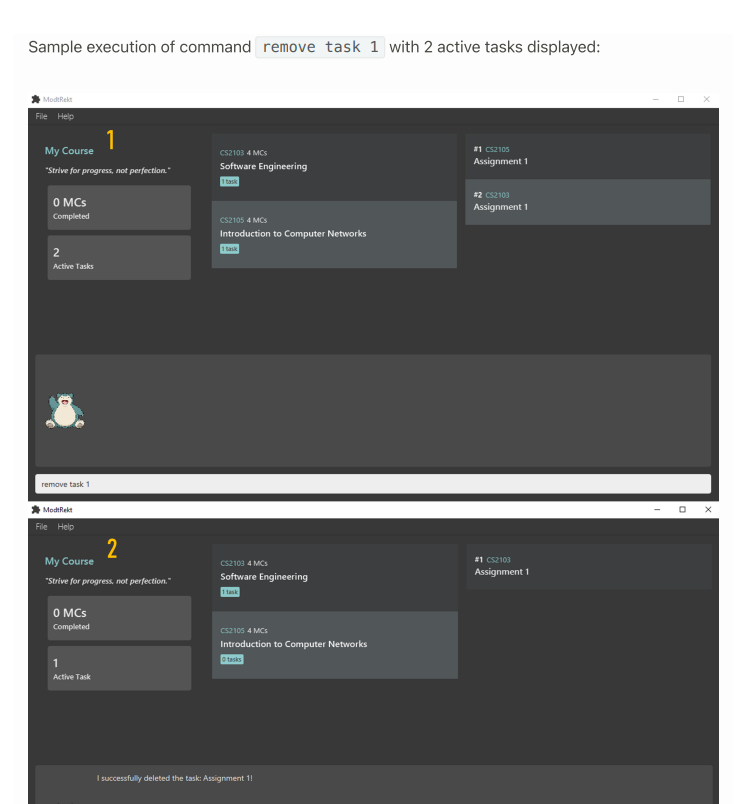 Sample execution of command remove task 1 with 2 active tasks displayed:
ModtRekt
File Help
1
My Course
"Strive for progress, not perfection."
0 MCs
Completed
2
Active Tasks
CS2103 4 MCs
Software Engineering
1 task
CS2105 4 MCs
Introduction to Computer Networks
1 task
#1 CS2105
Assignment 1
#2 CS2103
Assignment 1
remove task 1
ModtRekt
File Help
2
My Course
"Strive for progress, not perfection."
0 MCs
Completed
1
Active Task
CS2103 4 MCs
Software Engineering
1 task
CS2105 4 MCs
Introduction to Computer Networks
0 tasks
#1 CS2103
Assignment 1
I successfully deleted the task: Assignment 1!